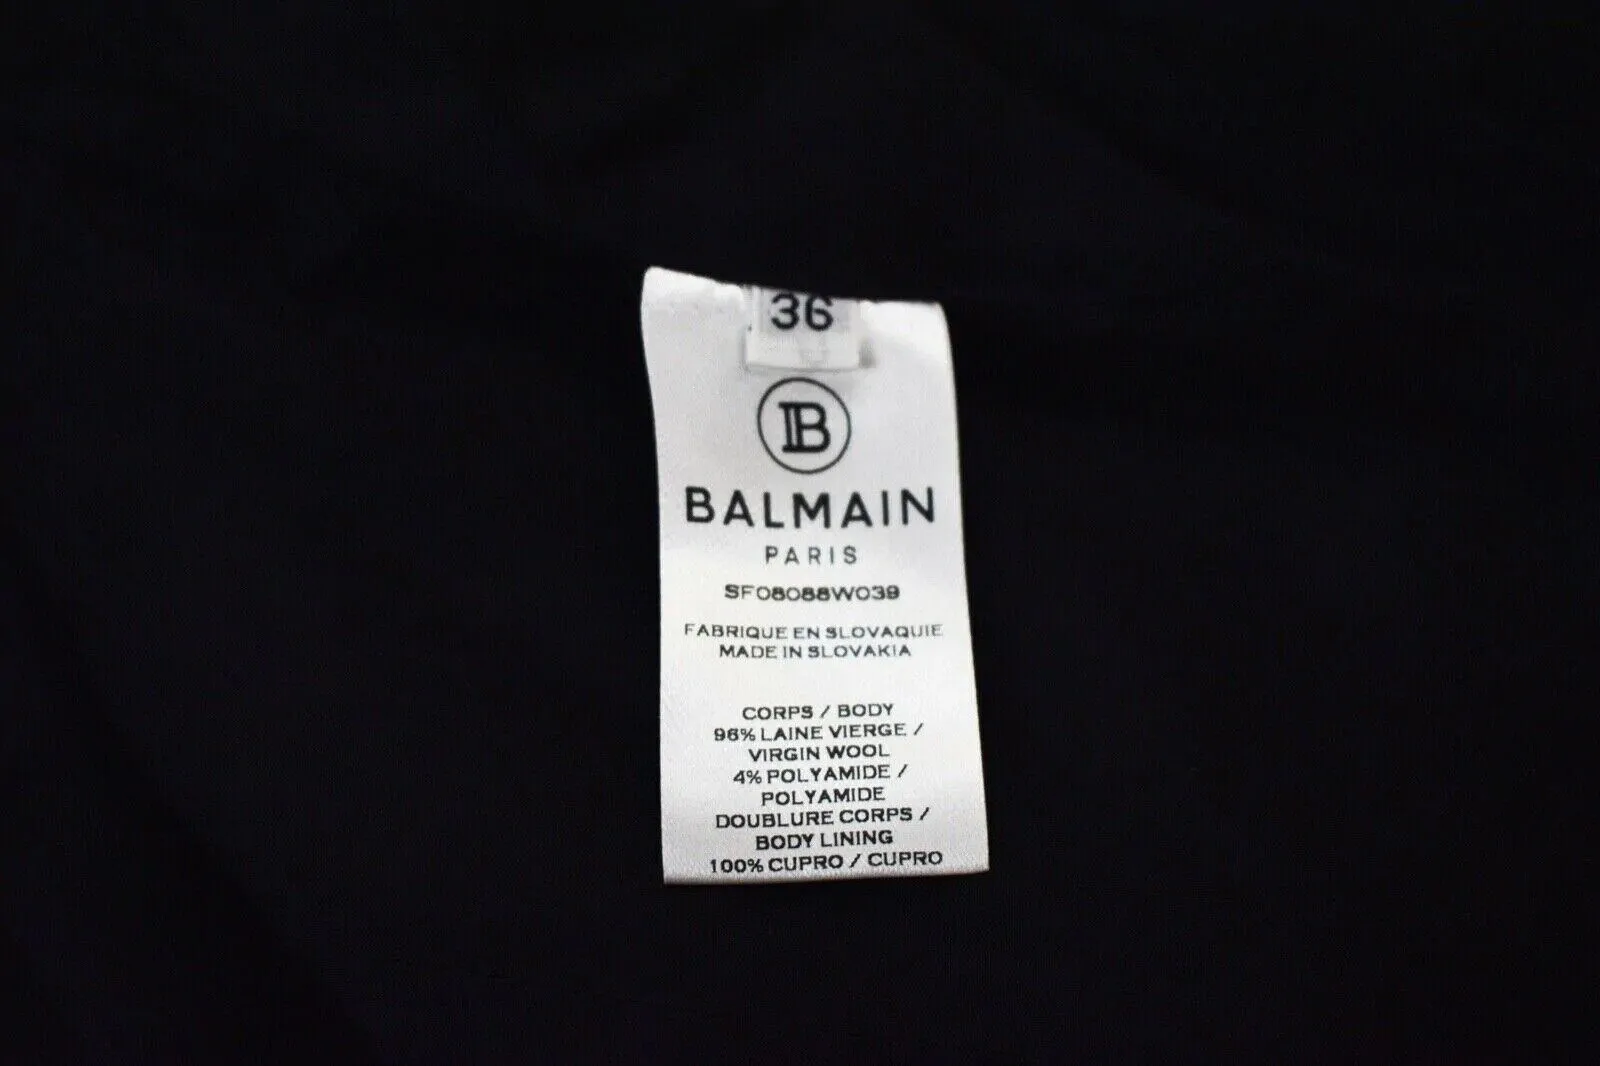 36
B
BALMAIN
PARIS
SF08088W039
FABRIQUE EN SLOVAQUIE
MADE IN SLOVAKIA
CORPS / BODY
96% LAINE VIERGE /
VIRGIN WOOL
4% POLYAMIDE /
POLYAMIDE
DOUBLURE CORPS /
BODY LINING
100% CUPRO / CUPRO